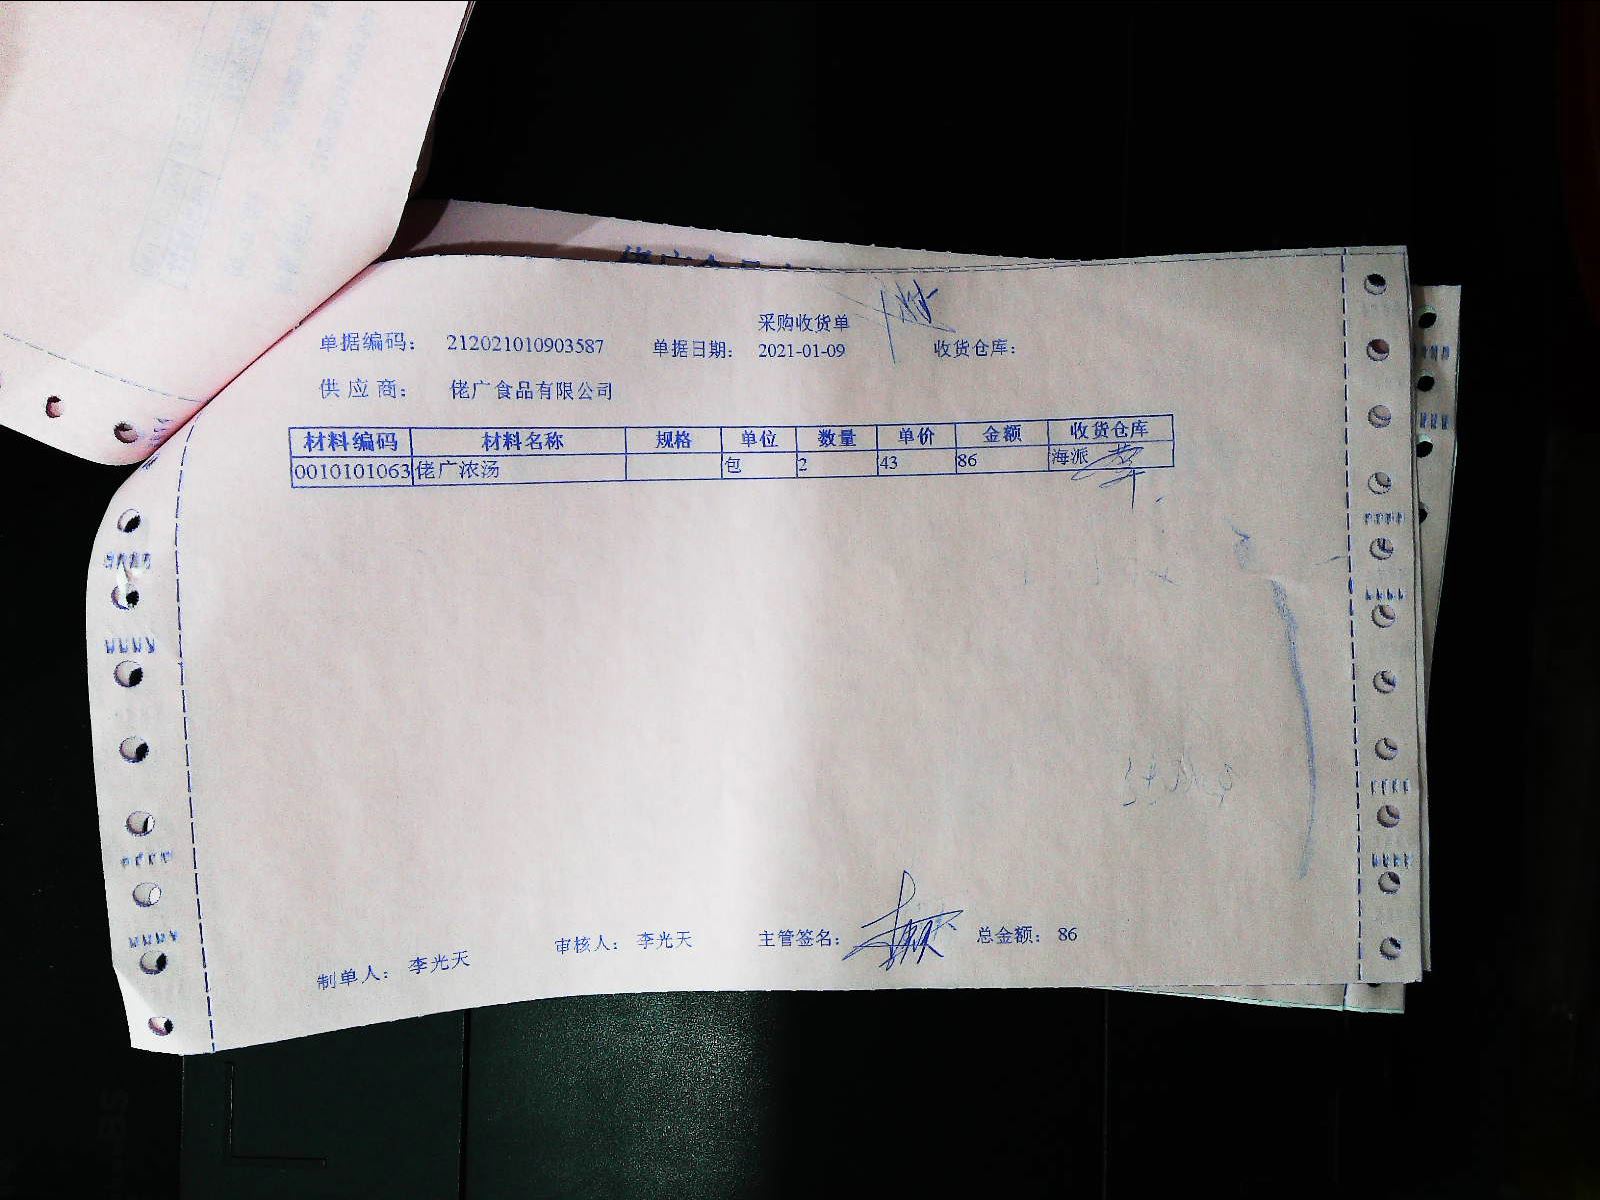 采购收货单
单据编码： 212021010903587 单据日期： 2021-01-09 收货仓库：
供 应 商： 佬广食品有限公司
材料编码 材料名称 规格 单位 数量 单价 金额 收货仓库
0010101063 佬广浓汤 包 2 43 86 海派
制单人： 李光天 审核人： 李光天 主管签名： 总金额： 86